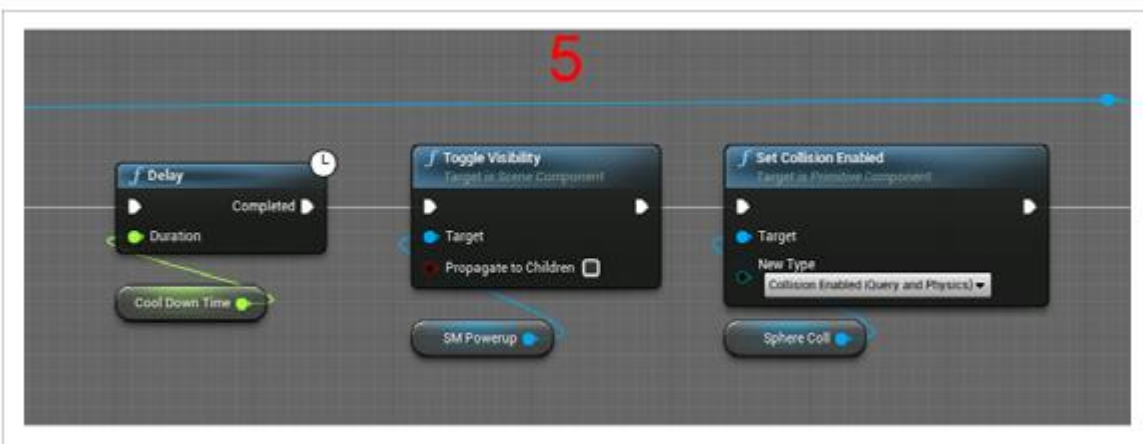 5
Delay
Completed
Duration
Cool Down Time
Toggle Visibility
Target is Scene Component
Target
Propagate to Children
SM Powerup
Set Collision Enabled
Target is Primitive Component
Target
New Type
Collision Enabled (Query and Physics)
Sphere Coll